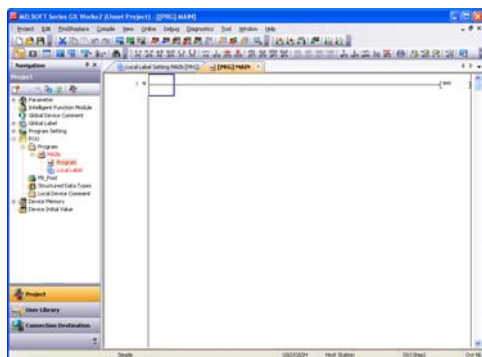 MELSOFT Series GX Works2 (Unset Project) - [[PRG] MAIN]
Project Edit Find/Replace Compile View Online Debug Diagnostics Tool Window Help
Navigation
Local Label Setting MAIN [PRG]
[PRG] MAIN
Project
Parameter
Intelligent Function Module
Global Device Comment
Global Label
Program Setting
POU
Program
MAIN
Program
Local Label
FB_Pool
Structured Data Types
Local Device Comment
Device Memory
Device Initial Value
END
Project
User Library
Connection Destination
Simple
Q02/Q02H
Host Station